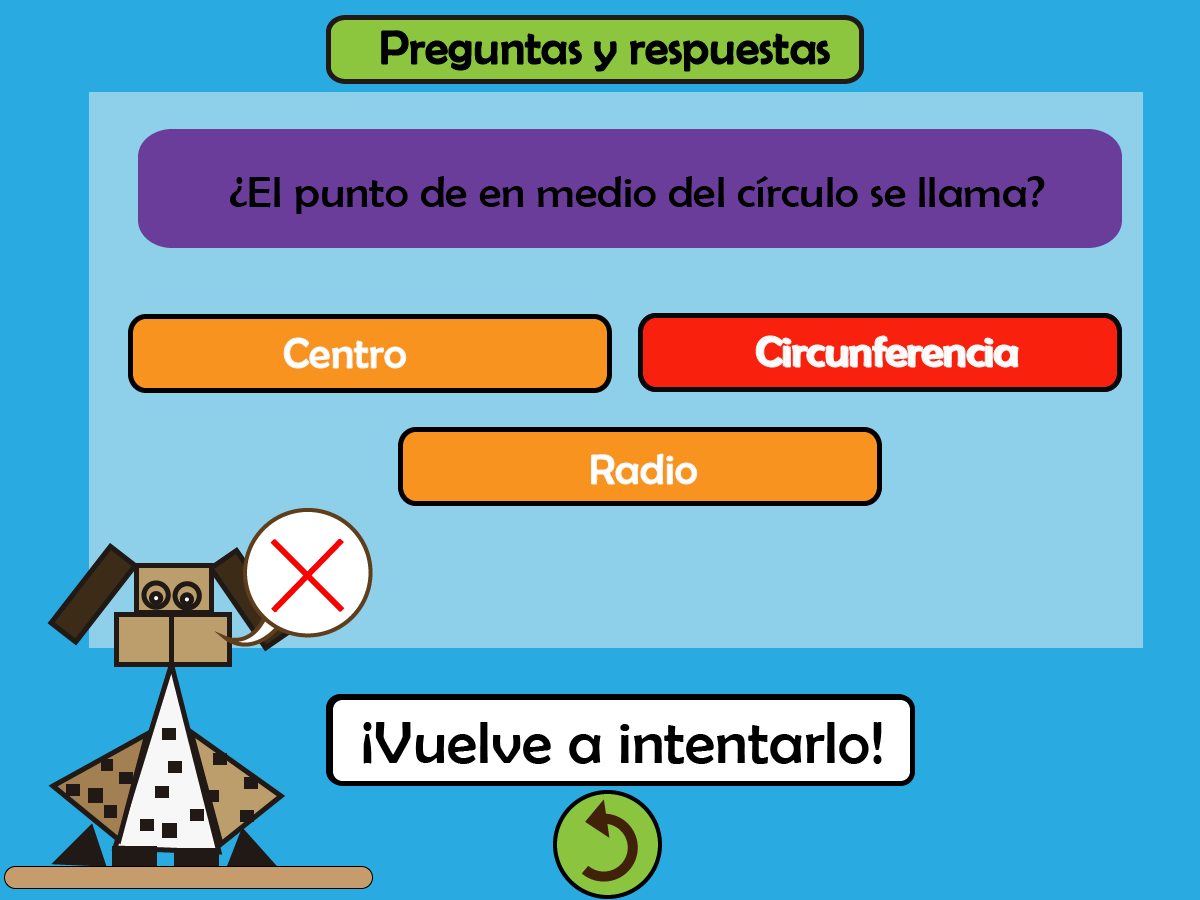 Preguntas y respuestas
¿El punto de en medio del círculo se llama?
Centro
Circunferencia
Radio
¡Vuelve a intentarlo!